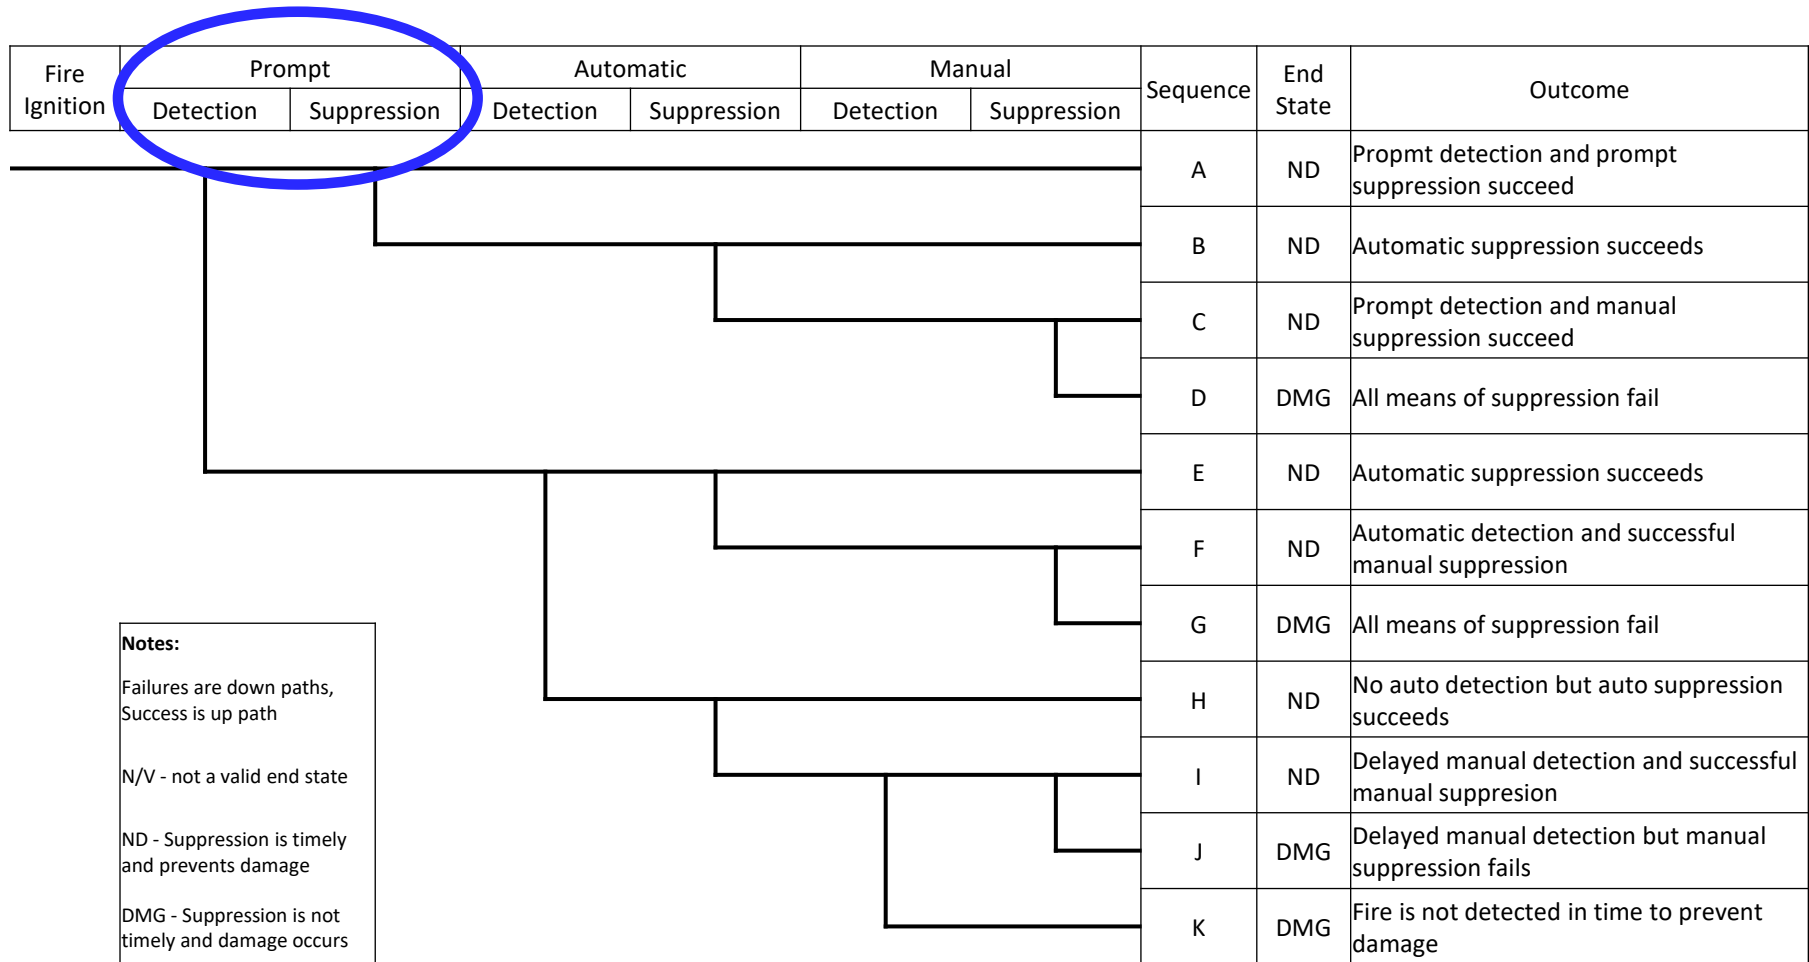 Fire
Ignition
Prompt
Automatic
Manual
Sequence
End
State
Outcome
Detection
Suppression
Detection
Suppression
Detection
Suppression
A
ND
Propmt detection and prompt
suppression succeed
B
ND
Automatic suppression succeeds
C
ND
Prompt detection and manual
suppression succeed
D
DMG
All means of suppression fail
E
ND
Automatic suppression succeeds
F
ND
Automatic detection and successful
manual suppression
G
DMG
All means of suppression fail
H
ND
No auto detection but auto suppression
succeeds
I
ND
Delayed manual detection and successful
manual suppresion
J
DMG
Delayed manual detection but manual
suppression fails
K
DMG
Fire is not detected in time to prevent
damage
Notes:
Failures are down paths,
Success is up path
N/V - not a valid end state
ND - Suppression is timely
and prevents damage
DMG - Suppression is not
timely and damage occurs